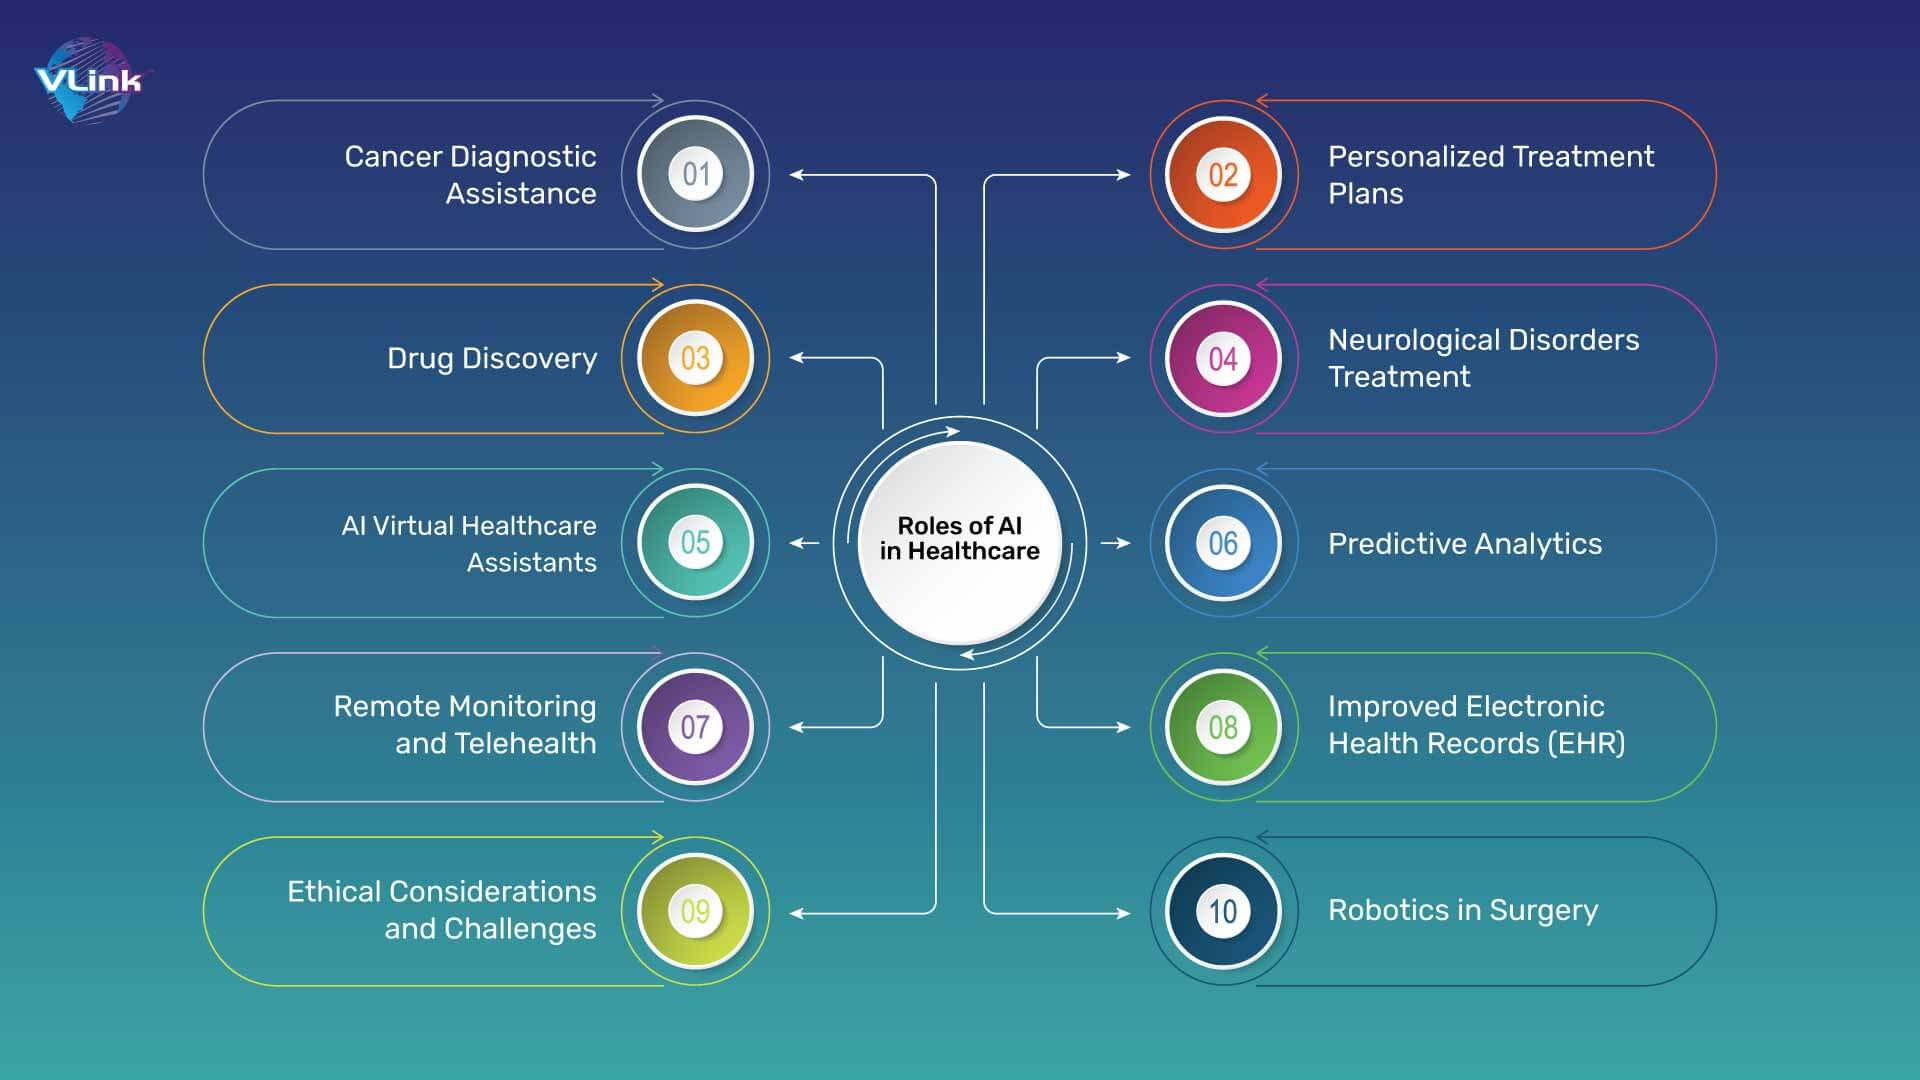 VLink
Cancer Diagnostic
Assistance
01
02
Personalized Treatment
Plans
Drug Discovery
03
04
Neurological Disorders
Treatment
AI Virtual Healthcare
Assistants
05
Roles of AI
in Healthcare
06
Predictive Analytics
Remote Monitoring
and Telehealth
07
08
Improved Electronic
Health Records (EHR)
Ethical Considerations
and Challenges
09
10
Robotics in Surgery